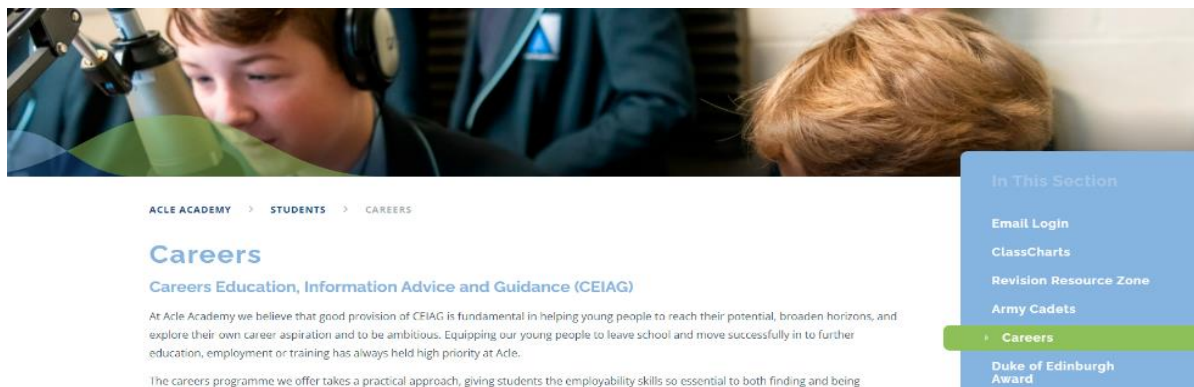 ACLE ACADEMY > STUDENTS > CAREERS
Careers
Careers Education, Information Advice and Guidance (CEIAG)
At Acle Academy we believe that good provision of CEIAG is fundamental in helping young people to reach their potential, broaden horizons, and
explore their own career aspiration and to be ambitious. Equipping our young people to leave school and move successfully in to further
education, employment or training has always held high priority at Acle.
The careers programme we offer takes a practical approach, giving students the employability skills so essential to both finding and being
In This Section
Email Login
ClassCharts
Revision Resource Zone
Army Cadets
Careers
Duke of Edinburgh
Award